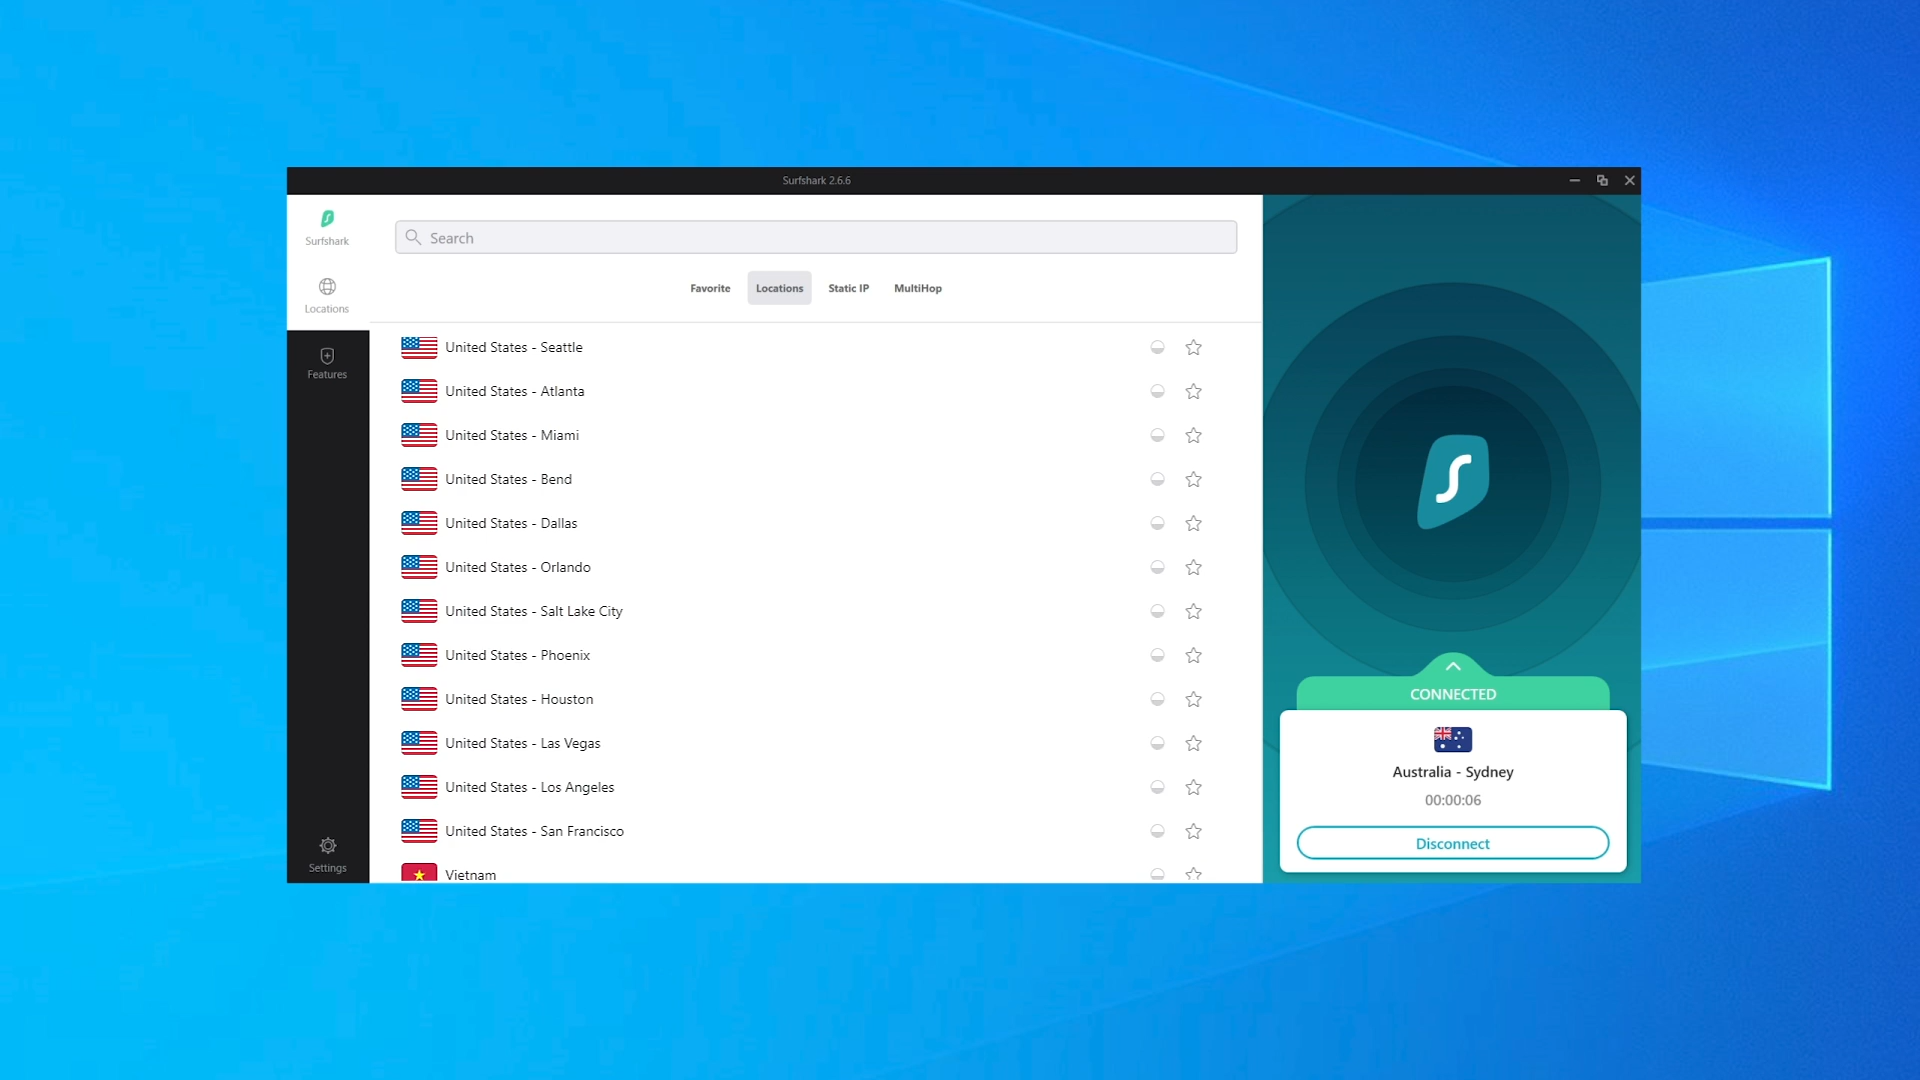 Surfshark 2.6.6
Surfshark
Locations
Features
Settings
Search
Favorite
Locations
Static IP
MultiHop
United States - Seattle
United States - Atlanta
United States - Miami
United States - Bend
United States - Dallas
United States - Orlando
United States - Salt Lake City
United States - Phoenix
United States - Houston
United States - Las Vegas
United States - Los Angeles
United States - San Francisco
Vietnam
CONNECTED
Australia - Sydney
00:00:06
Disconnect